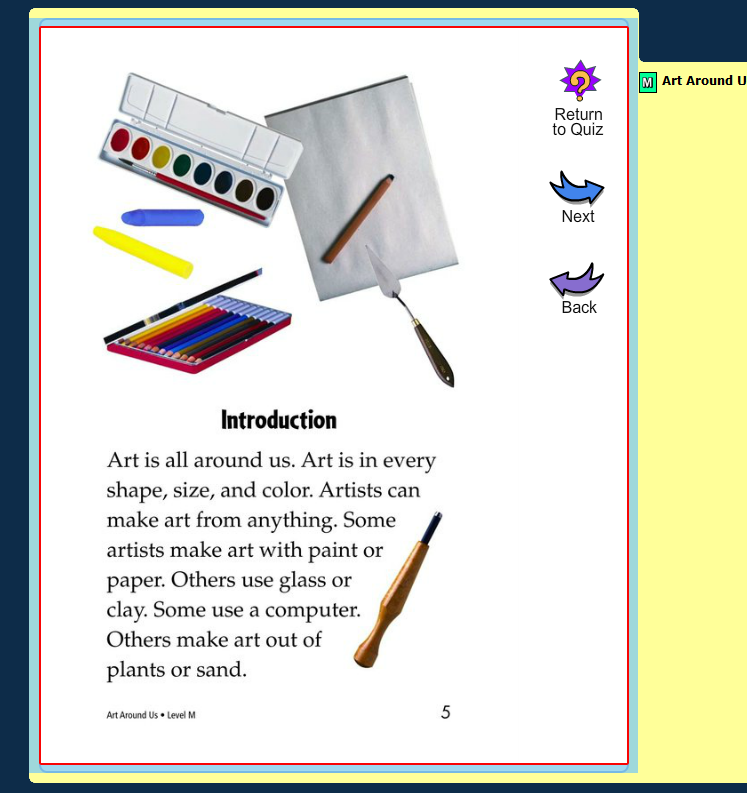 M Art Around U
Return
to Quiz
Next
Back
Introduction
Art is all around us. Art is in every
shape, size, and color. Artists can
make art from anything. Some
artists make art with paint or
paper. Others use glass or
clay. Some use a computer.
Others make art out of
plants or sand.
Art Around Us • Level M
5